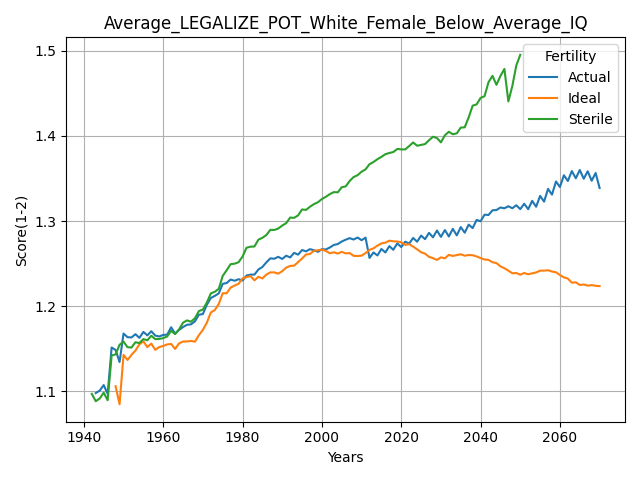 Average_LEGALIZE_POT_White_Female_Below_Average_IQ
Fertility
Actual
Ideal
Sterile
Score(1-2)
1.5
1.4
1.3
1.2
1.1
1940 1960 1980 2000 2020 2040 2060
Years